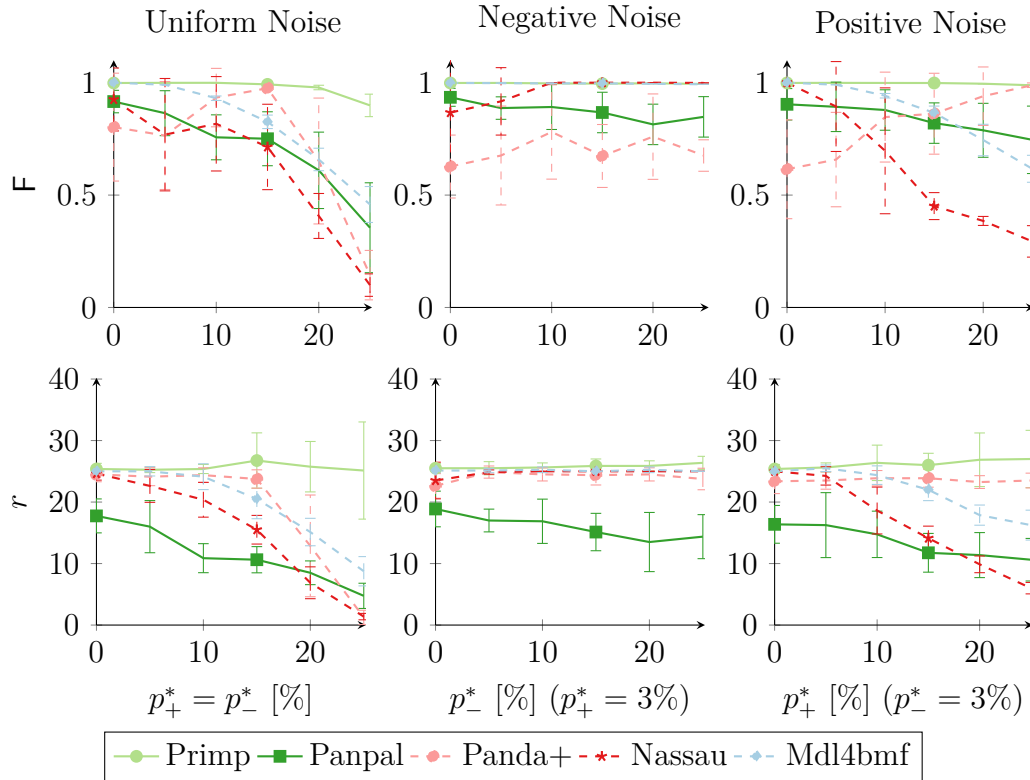 Uniform Noise Negative Noise Positive Noise
F
1 1 1
0.5 0.5 0.5
0 0 0
0 10 20 0 10 20 0 10 20
r
40 40 40
30 30 30
20 20 20
10 10 10
0 0 0
0 10 20 0 10 20 0 10 20
p*₊ = p*₋ [%] p*₋ [%] (p*₊ = 3%) p*₊ [%] (p*₋ = 3%)
Primp Panpal Panda+ Nassau Mdl4bmf